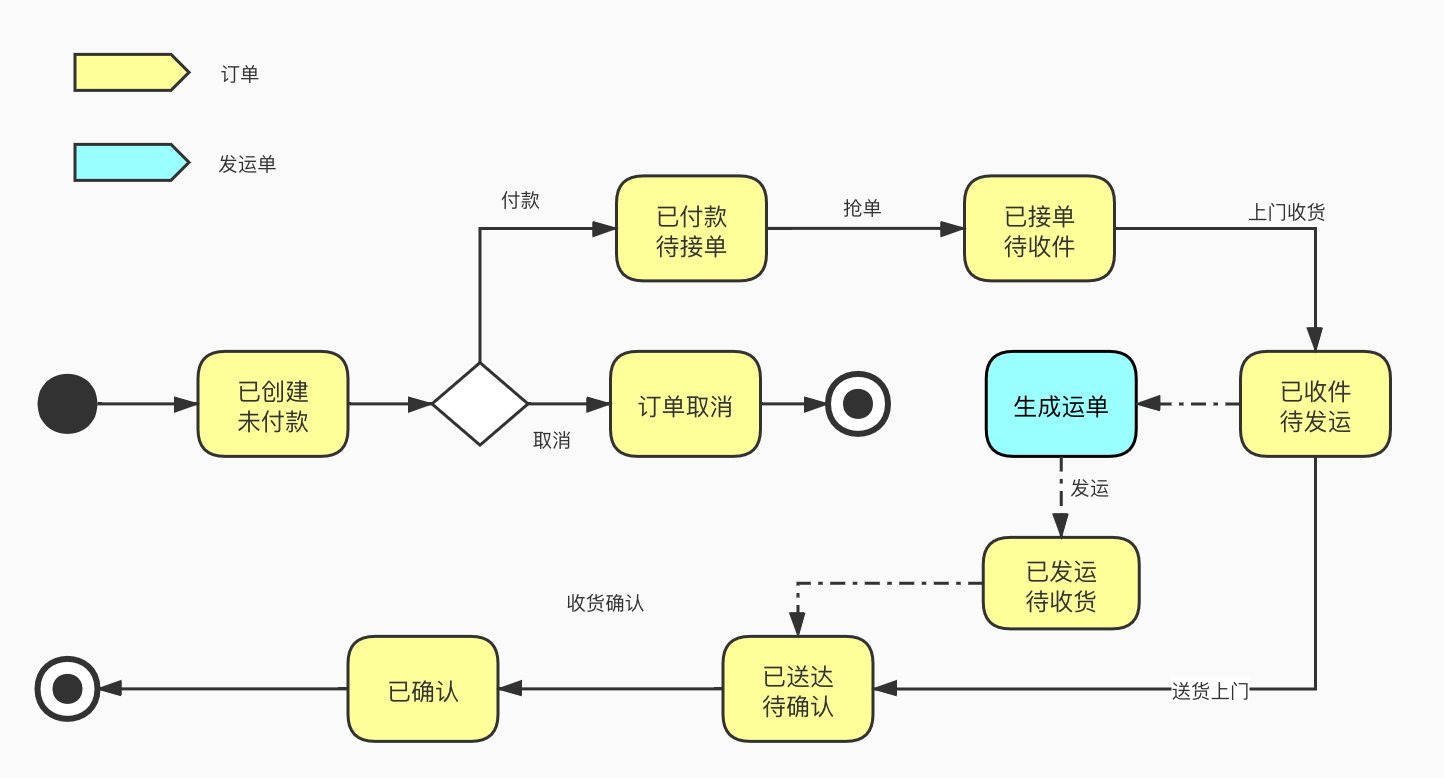 订单
发运单
付款
已付款
待接单
抢单
已接单
待收件
上门收货
已创建
未付款
取消
订单取消
生成运单
已收件
待发运
发运
已发运
待收货
收货确认
已确认
已送达
待确认
送货上门